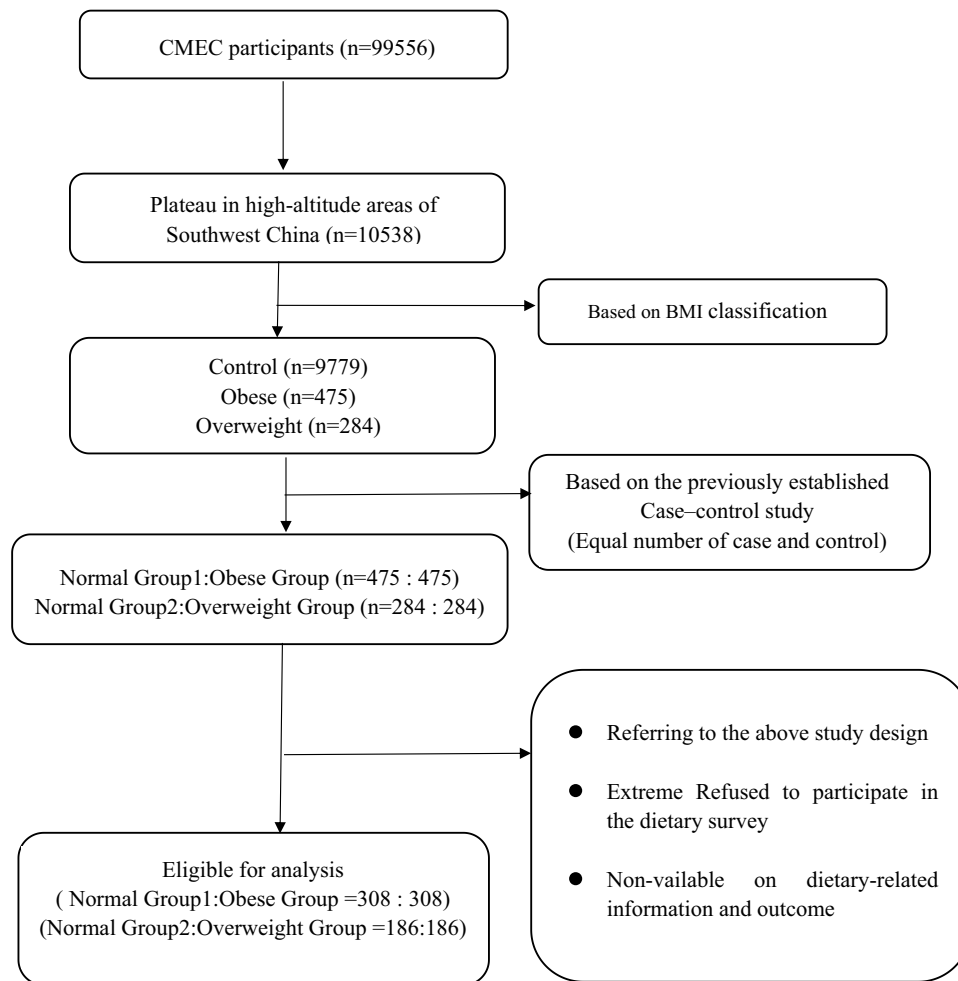 CMEC participants (n=99556)
Plateau in high-altitude areas of
Southwest China (n=10538)
Based on BMI classification
Control (n=9779)
Obese (n=475)
Overweight (n=284)
Based on the previously established
Case–control study
(Equal number of case and control)
Normal Group1:Obese Group (n=475 : 475)
Normal Group2:Overweight Group (n=284 : 284)
● Referring to the above study design
● Extreme Refused to participate in
the dietary survey
● Non-vailable on dietary-related
information and outcome
Eligible for analysis
( Normal Group1:Obese Group =308 : 308)
(Normal Group2:Overweight Group =186:186)